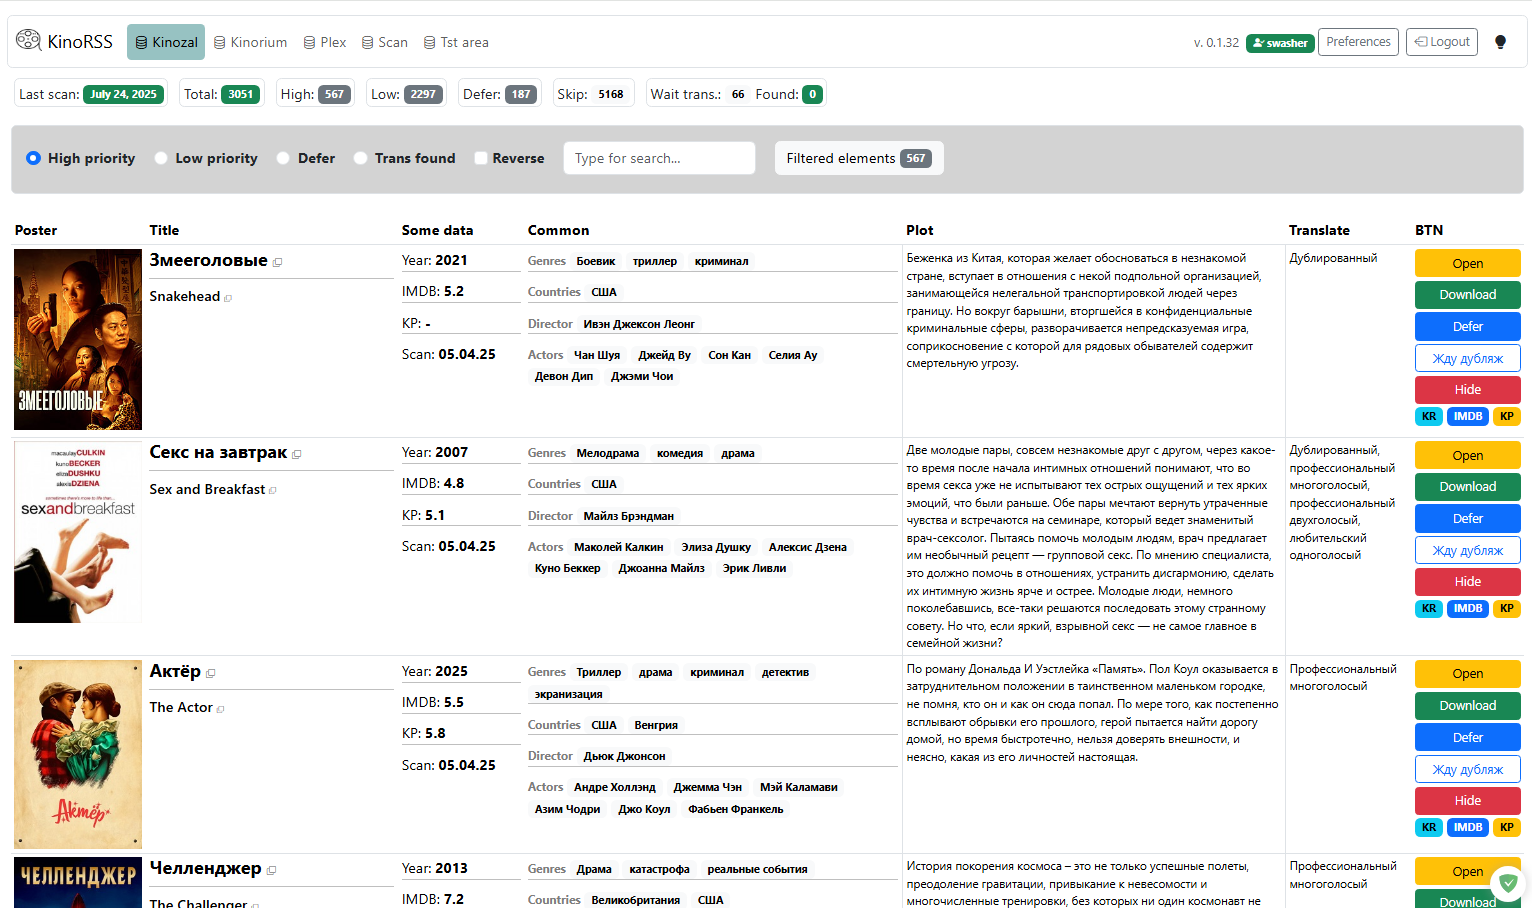 KinoRSS Kinozal Kinorium Plex Scan Tst area v. 0.1.32 swasher Preferences Logout
Last scan: July 24, 2025 Total: 3051 High: 567 Low: 2297 Defer: 187 Skip: 5168 Wait trans.: 66 Found: 0
High priority Low priority Defer Trans found Reverse Type for search... Filtered elements 567
Poster Title Some data Common Plot Translate BTN
ЗМЕЕГОЛОВЫЕ
Змееголовые
Snakehead
Year: 2021
IMDB: 5.2
KP: -
Scan: 05.04.25
Genres Боевик триллер криминал
Countries США
Director Ивэн Джексон Леонг
Actors Чан Шуя Джейд Ву Сон Кан Селия Ау
Девон Дип Джэми Чои
Беженка из Китая, которая желает обосноваться в незнакомой
стране, вступает в отношения с некой подпольной организацией,
занимающейся нелегальной транспортировкой людей через
границу. Но вокруг барышни, вторгшейся в конфиденциальные
криминальные сферы, разворачивается непредсказуемая игра,
соприкосновение с которой для рядовых обывателей содержит
смертельную угрозу.
Дублированный
Open
Download
Defer
Жду дубляж
Hide
KR IMDB KP
macaulayCULKIN
kunoBECKER
elizaDUSHKU
alexisDZIENA
sometimes there's more to life than...
sexandbreakfast
Секс на завтрак
Sex and Breakfast
Year: 2007
IMDB: 4.8
KP: 5.1
Scan: 05.04.25
Genres Мелодрама комедия драма
Countries США
Director Майлз Брэндман
Actors Маколей Калкин Элиза Душку Алексис Дзена
Куно Беккер Джоанна Майлз Эрик Ливли
Две молодые пары, совсем незнакомые друг с другом, через какое-
то время после начала интимных отношений понимают, что во
время секса уже не испытывают тех острых ощущений и тех ярких
эмоций, что были раньше. Обе пары мечтают вернуть утраченные
чувства и встречаются на семинаре, который ведет знаменитый
врач-сексолог. Пытаясь помочь молодым людям, врач предлагает
им необычный рецепт — групповой секс. По мнению специалиста,
это должно помочь в отношениях, устранить дисгармонию, сделать
их интимную жизнь ярче и острее. Молодые люди, немного
поколебавшись, все-таки решаются последовать этому странному
совету. Но что, если яркий, взрывной секс — не самое главное в
семейной жизни?
Дублированный,
профессиональный
многоголосый,
профессиональный
двухголосый,
любительский
одноголосый
Open
Download
Defer
Жду дубляж
Hide
KR IMDB KP
Актёр
Актёр
The Actor
Year: 2025
IMDB: 5.5
KP: 5.8
Scan: 05.04.25
Genres Триллер драма криминал детектив
экранизация
Countries США Венгрия
Director Дьюк Джонсон
Actors Андре Холлэнд Джемма Чэн Мэй Каламави
Азим Чодри Джо Коул Фабьен Франкель
По роману Дональда И Уэстлейка «Память». Пол Коул оказывается в
затруднительном положении в таинственном маленьком городке,
не помня, кто он и как он сюда попал. По мере того, как постепенно
всплывают обрывки его прошлого, герой пытается найти дорогу
домой, но время быстротечно, нельзя доверять внешности, и
неясно, какая из его личностей настоящая.
Профессиональный
многоголосый
Open
Download
Defer
Жду дубляж
Hide
KR IMDB KP
ЧЕЛЛЕНДЖЕР
Челленджер
The Challenger
Year: 2013
IMDB: 7.2
Genres Драма катастрофа реальные события
Countries Великобритания США
История покорения космоса – это не только успешные полеты,
преодоление гравитации, привыкание к невесомости и
многочисленные тренировки, без которых ни один космонавт не
Профессиональный
многоголосый
Open
Download